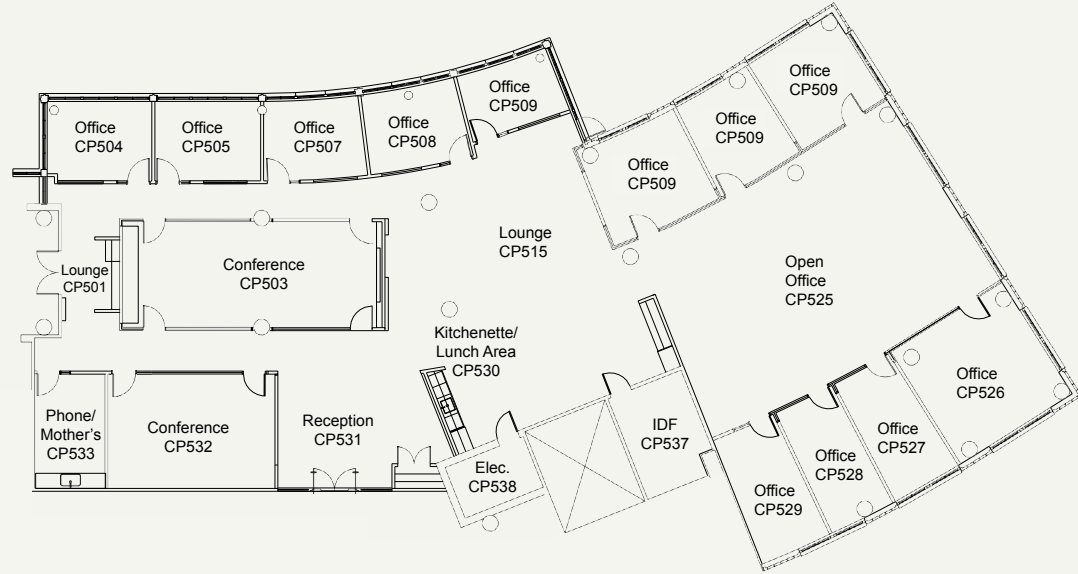 Office
CP504
Office
CP505
Office
CP507
Office
CP508
Office
CP509
Office
CP509
Office
CP509
Office
CP509
Lounge
CP501
Conference
CP503
Lounge
CP515
Open
Office
CP525
Kitchenette/
Lunch Area
CP530
Phone/
Mother's
CP533
Conference
CP532
Reception
CP531
Elec.
CP538
IDF
CP537
Office
CP529
Office
CP528
Office
CP527
Office
CP526